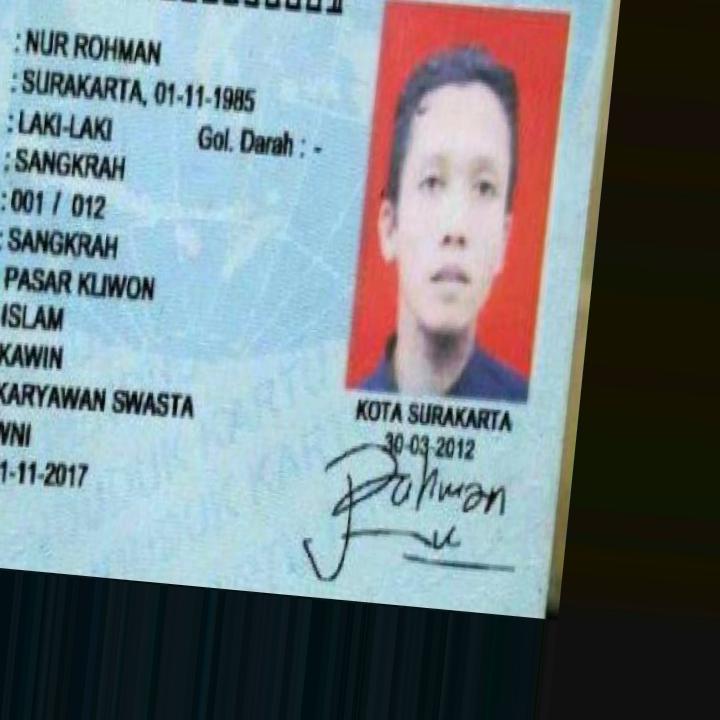 : NUR ROHMAN
: SURAKARTA, 01-11-1985
: LAKI-LAKI Gol. Darah : -
: SANGKRAH
: 001 / 012
: SANGKRAH
PASAR KLIWON
ISLAM
KAWIN
KARYAWAN SWASTA
WNI
1-11-2017
KOTA SURAKARTA
30-03-2012
Rohman